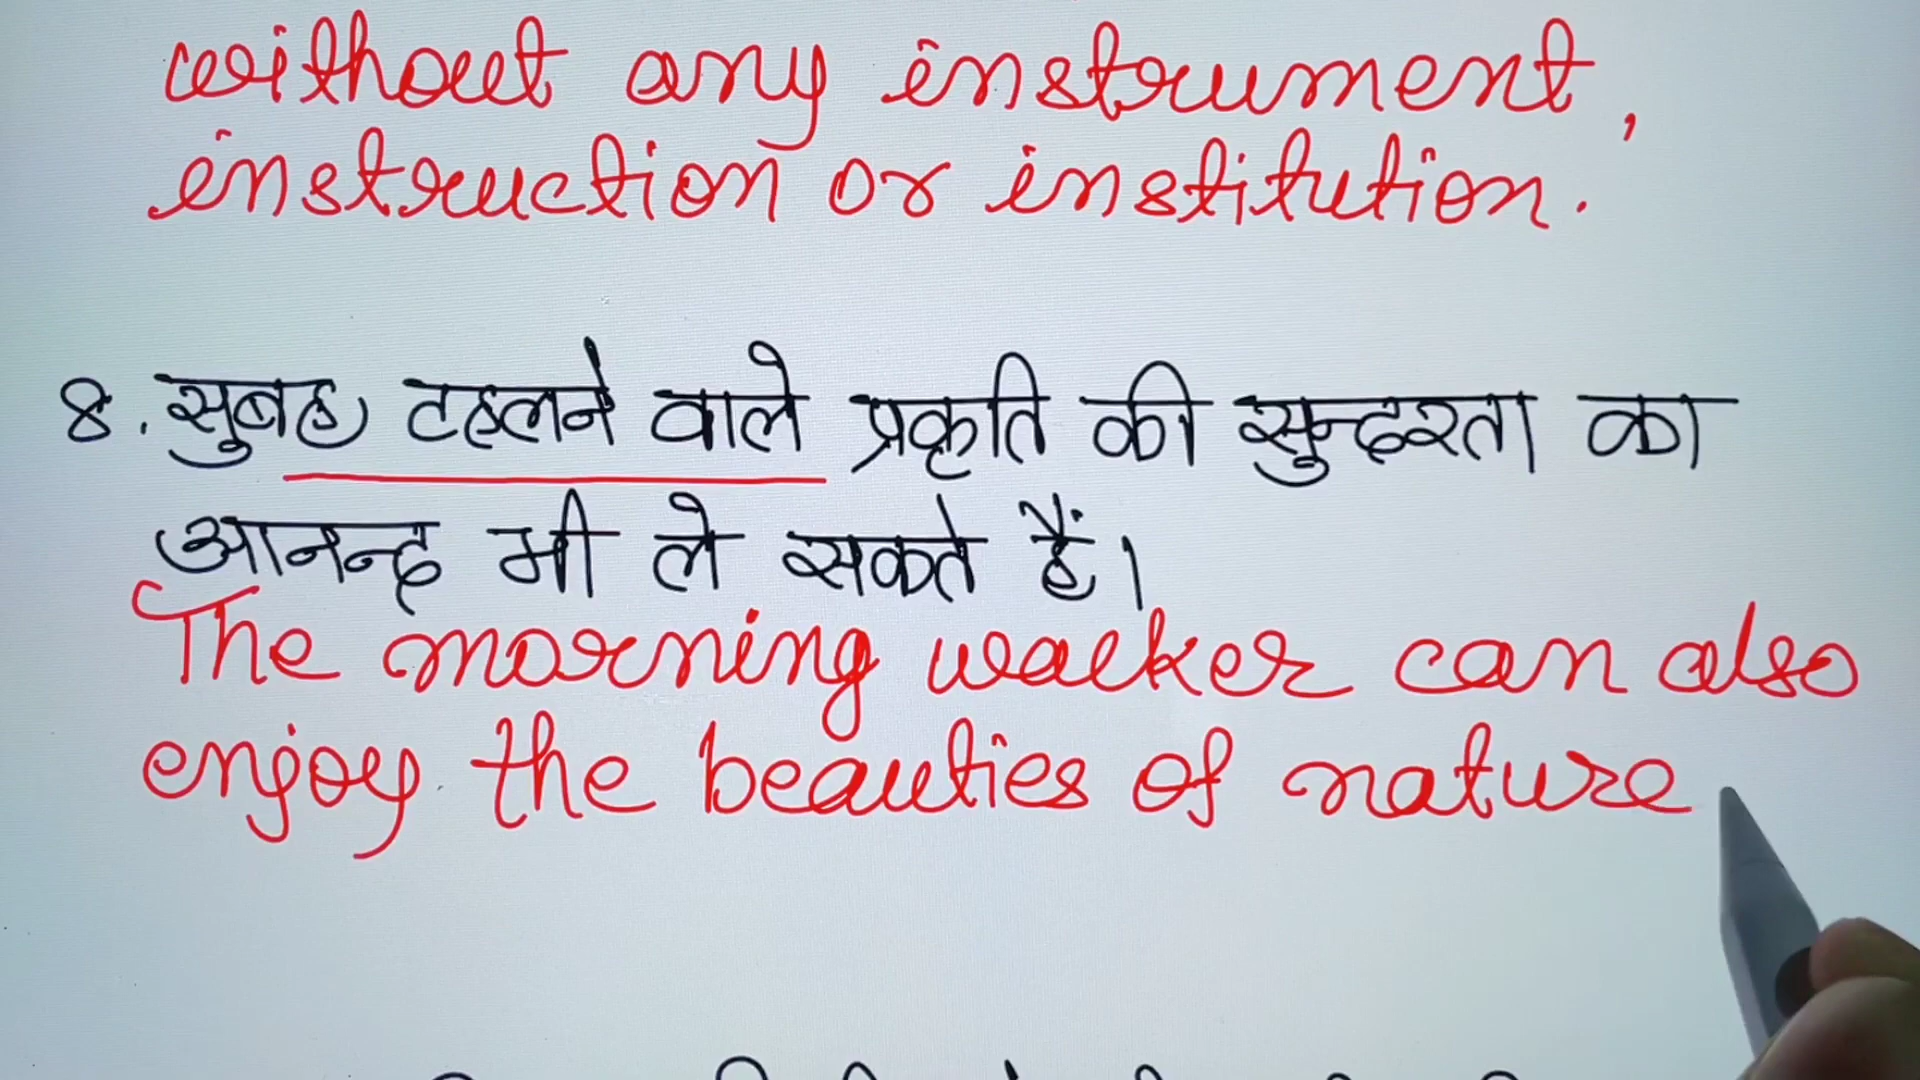 without any instrument,
instruction or institution.
8. सुबह टहलने वाले प्रकृति की सुन्दरता का
आनन्द भी ले सकते हैं।
The morning walker can also
enjoy the beauties of nature